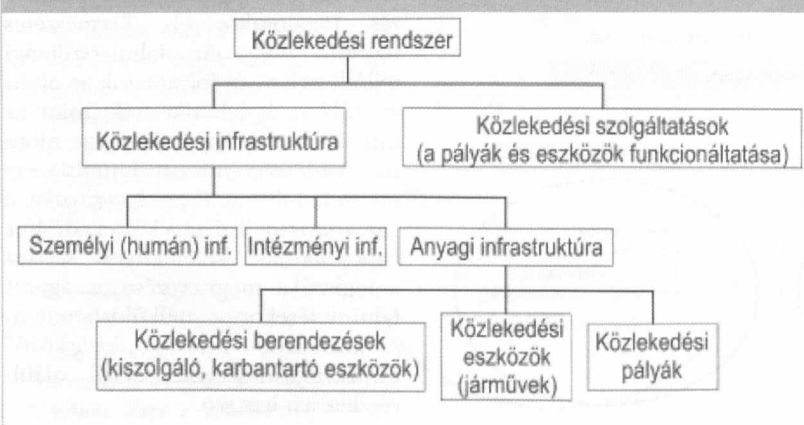 Közlekedési rendszer
Közlekedési infrastruktúra
Közlekedési szolgáltatások
(a pályák és eszközök funkcionáltatása)
Személyi (humán) inf.
Intézményi inf.
Anyagi infrastruktúra
Közlekedési berendezések
(kiszolgáló, karbantartó eszközök)
Közlekedési
eszközök
(járművek)
Közlekedési
pályák